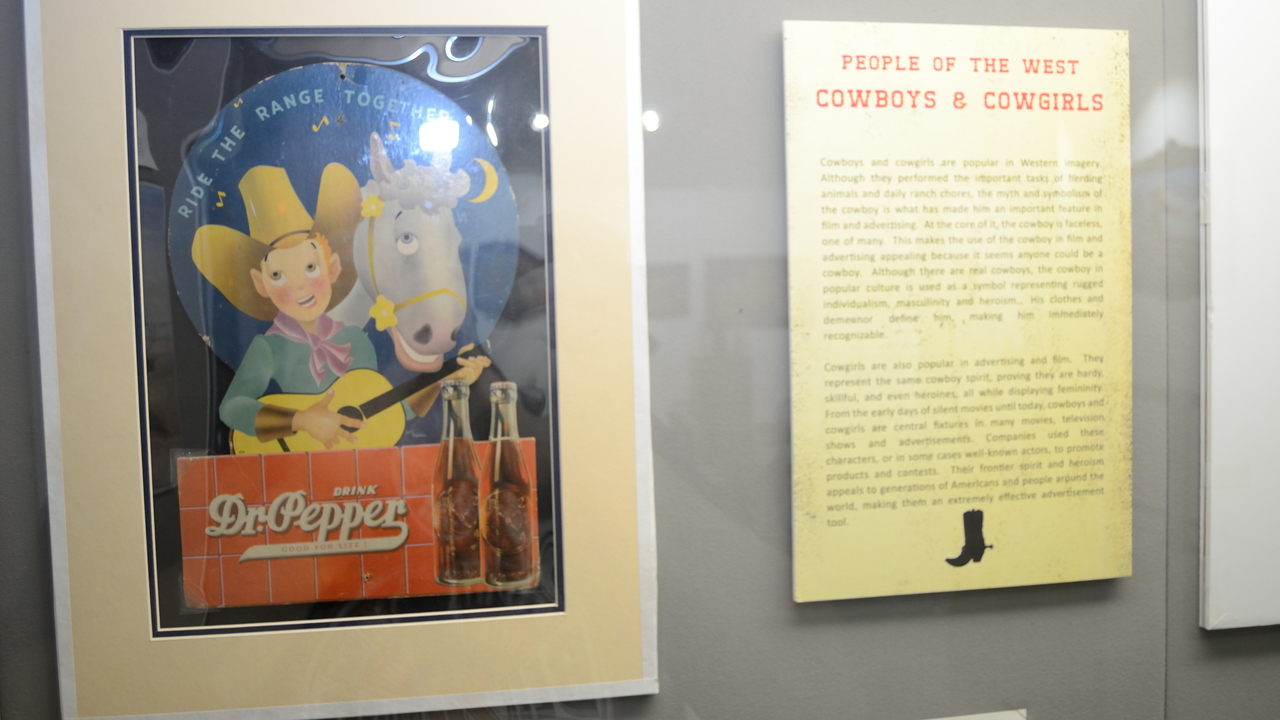 RIDE THE RANGE TOGETHER
DRINK
Dr. Pepper
GOOD FOR LIFE!
PEOPLE OF THE WEST
COWBOYS & COWGIRLS
Cowboys and cowgirls are popular in Western imagery.
Although they performed the important tasks of herding
animals and daily ranch chores, the myth and symbolism of
the cowboy is what has made him an important feature in
film and advertising. At the core of it, the cowboy is faceless,
one of many. This makes the use of the cowboy in film and
advertising appealing because it seems anyone could be a
cowboy. Although there are real cowboys, the cowboy in
popular culture is used as a symbol representing rugged
individualism, masculinity and heroism. His clothes and
demeanor define him, making him immediately
recognizable.
Cowgirls are also popular in advertising and film. They
represent the same cowboy spirit, proving they are hardy,
skillful, and even heroines, all while displaying femininity.
From the early days of silent movies until today, cowboys and
cowgirls are central fixtures in many movies, television
shows and advertisements. Companies used these
characters, or in some cases well-known actors, to promote
products and contests. Their frontier spirit and heroism
appeals to generations of Americans and people around the
world, making them an extremely effective advertisement
tool.